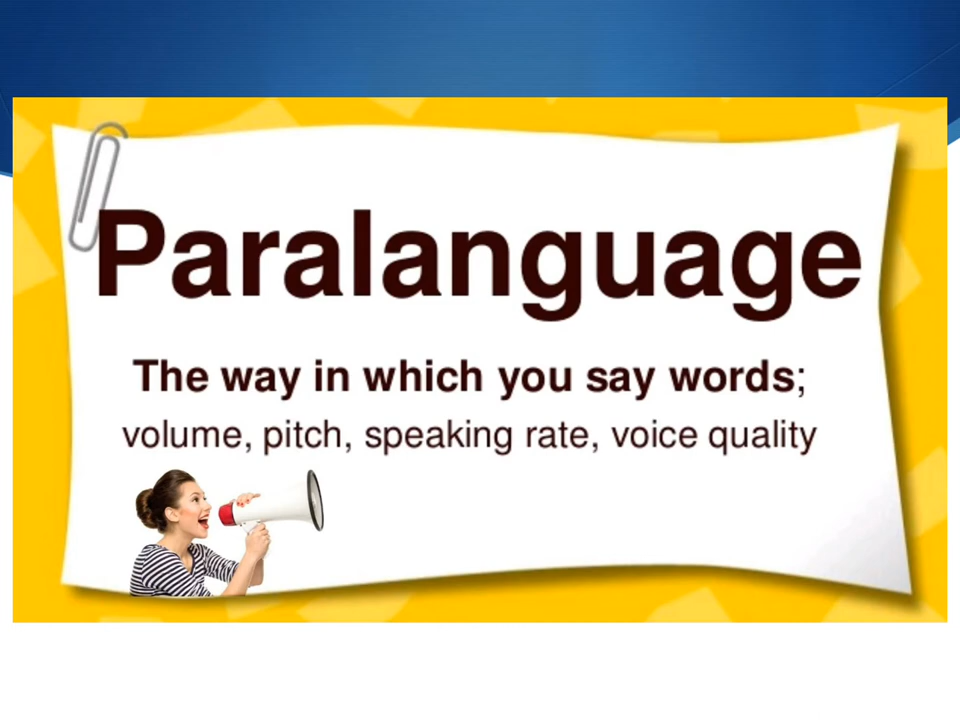 Paralanguage
The way in which you say words;
volume, pitch, speaking rate, voice quality